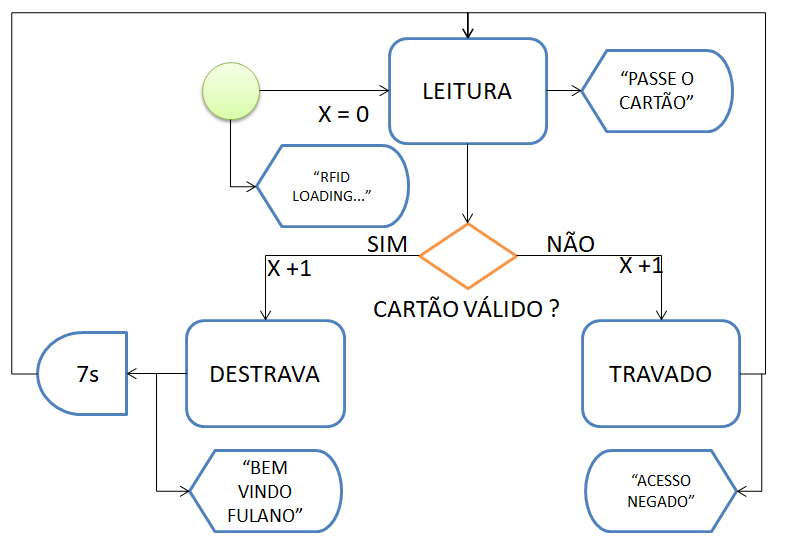 LEITURA
“PASSE O
CARTÃO”
X = 0
“RFID
LOADING...”
SIM
NÃO
X +1
X +1
CARTÃO VÁLIDO ?
7s
DESTRAVA
TRAVADO
“BEM
VINDO
FULANO”
“ACESSO
NEGADO”